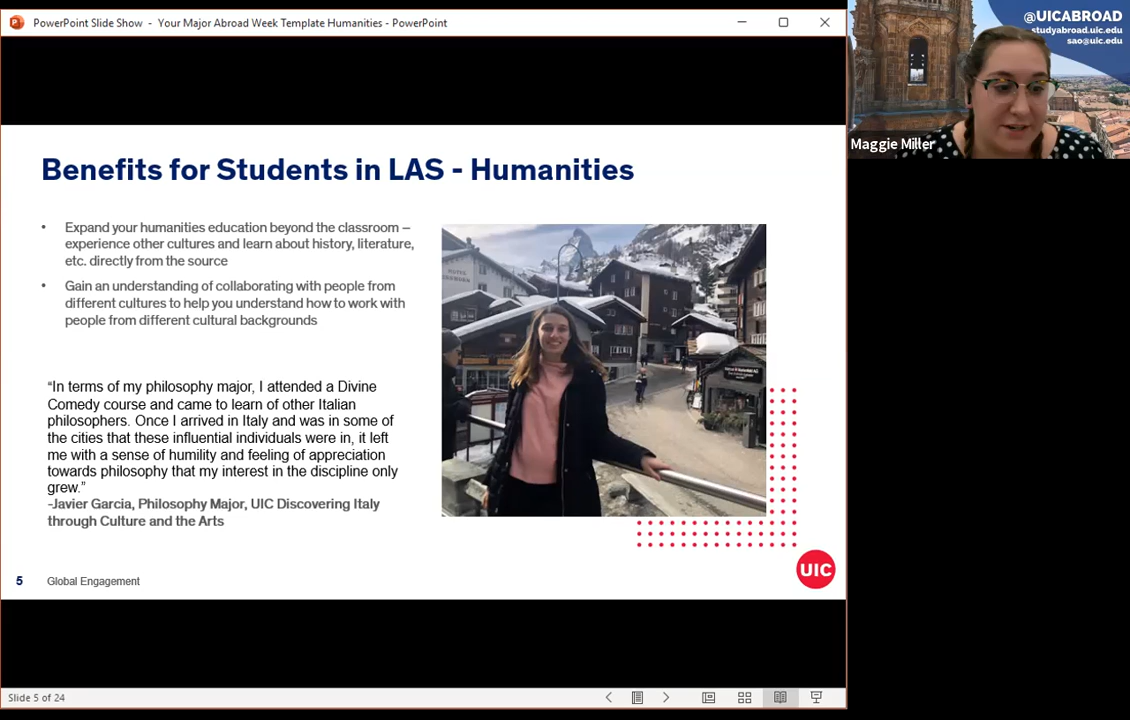 PowerPoint Slide Show - Your Major Abroad Week Template Humanities - PowerPoint
@UICABROAD
studyabroad.uic.edu
sao@uic.edu
Maggie Miller
Benefits for Students in LAS - Humanities
• Expand your humanities education beyond the classroom –
experience other cultures and learn about history, literature,
etc. directly from the source
• Gain an understanding of collaborating with people from
different cultures to help you understand how to work with
people from different cultural backgrounds
“In terms of my philosophy major, I attended a Divine
Comedy course and came to learn of other Italian
philosophers. Once I arrived in Italy and was in some of
the cities that these influential individuals were in, it left
me with a sense of humility and feeling of appreciation
towards philosophy that my interest in the discipline only
grew.”
-Javier Garcia, Philosophy Major, UIC Discovering Italy
through Culture and the Arts
5 Global Engagement
UIC
Slide 5 of 24